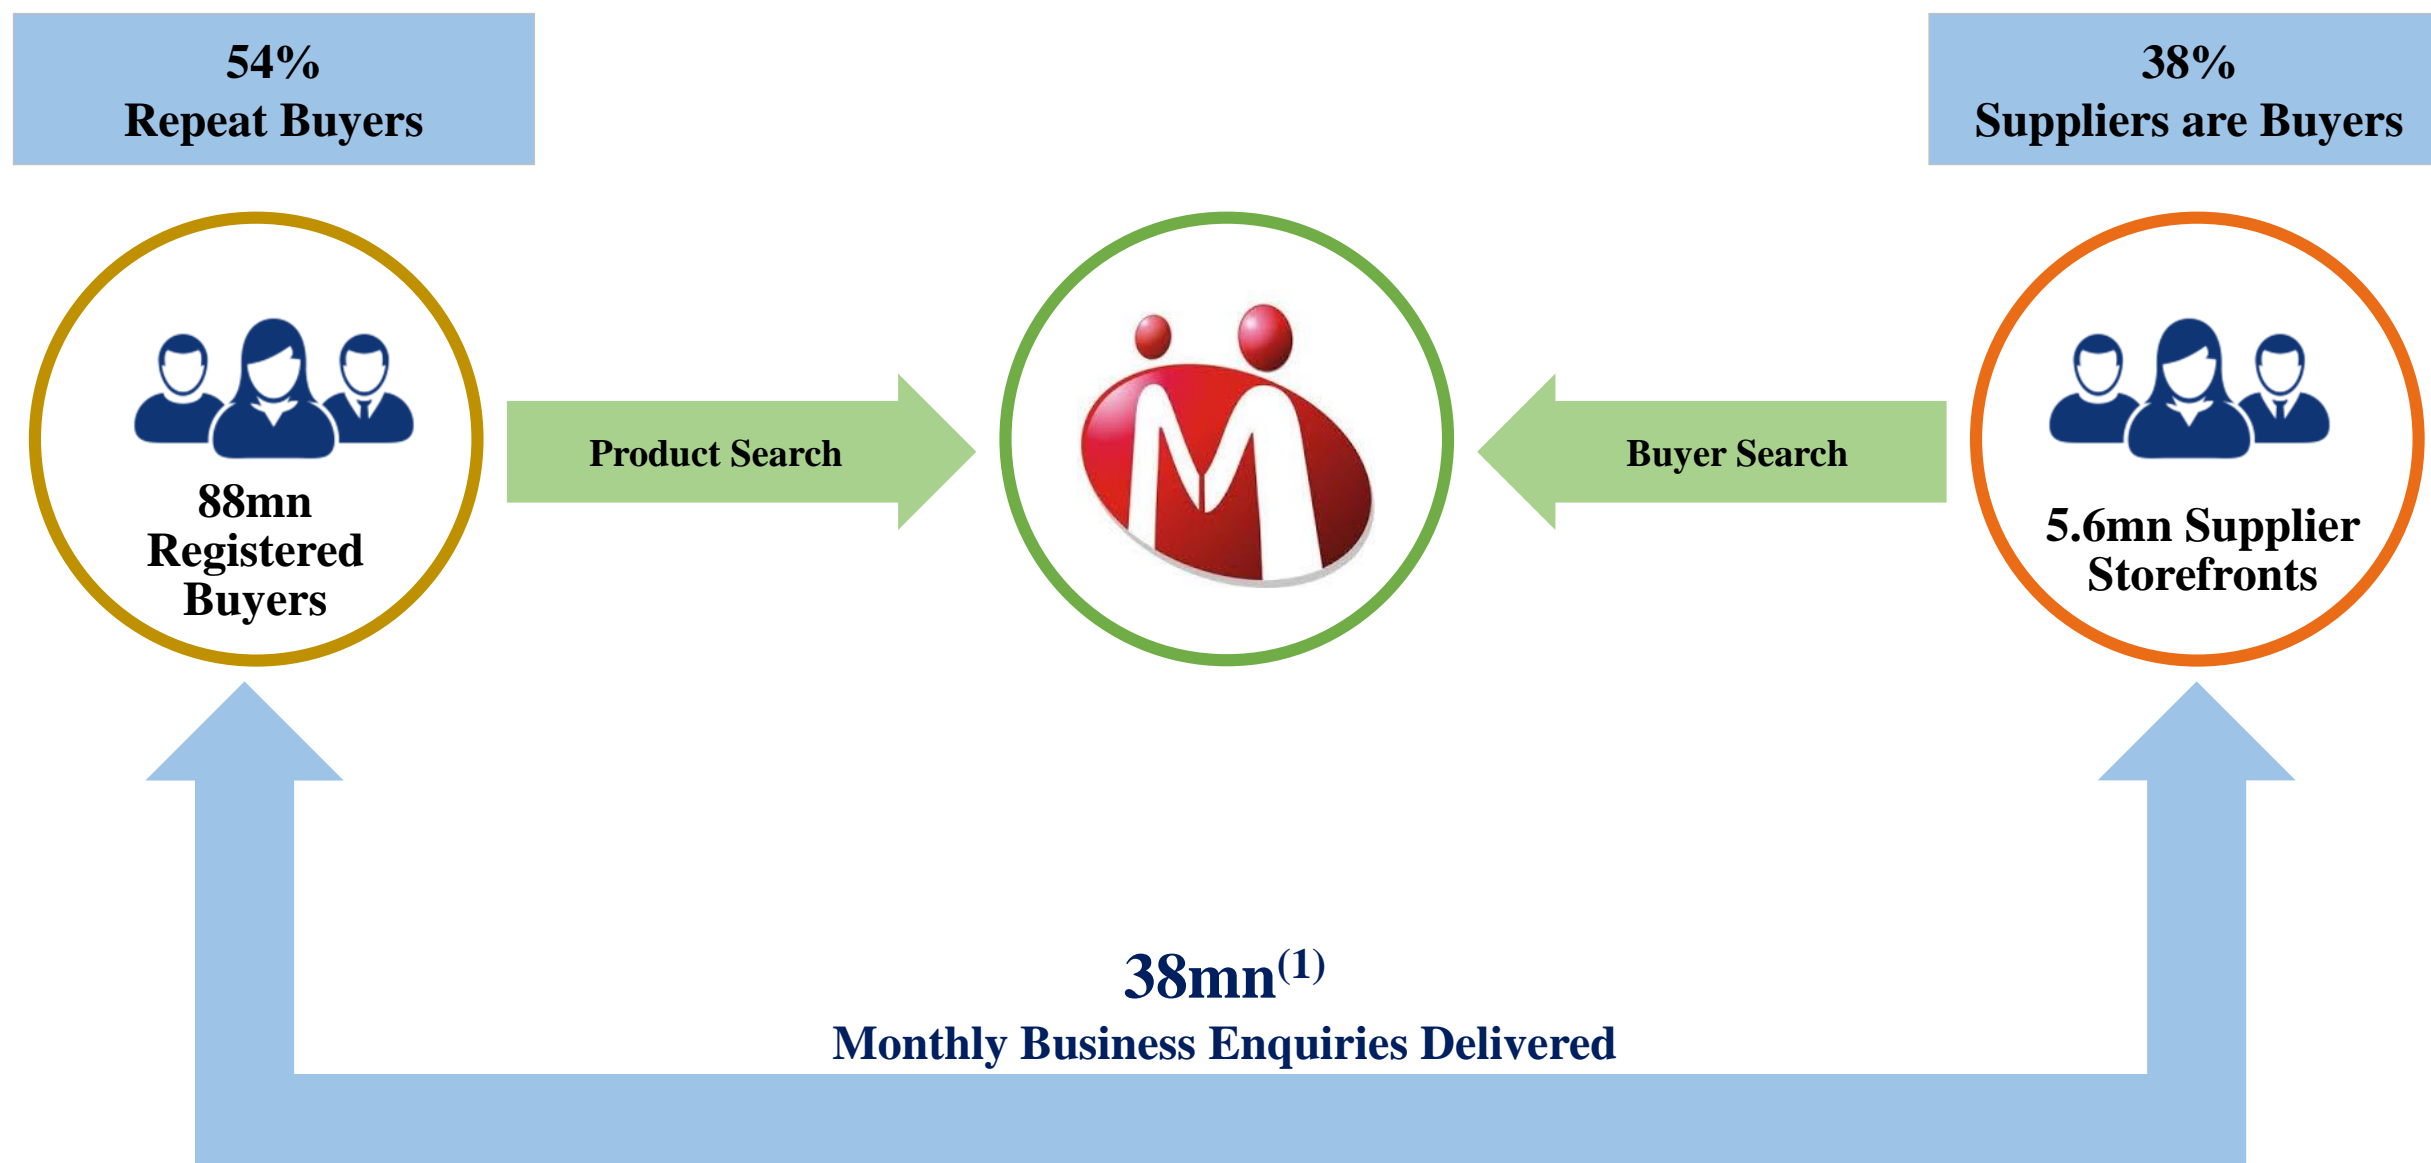 54%
Repeat Buyers
38%
Suppliers are Buyers
88mn
Registered
Buyers
Product Search
Buyer Search
5.6mn Supplier
Storefronts
38mn(1)
Monthly Business Enquiries Delivered